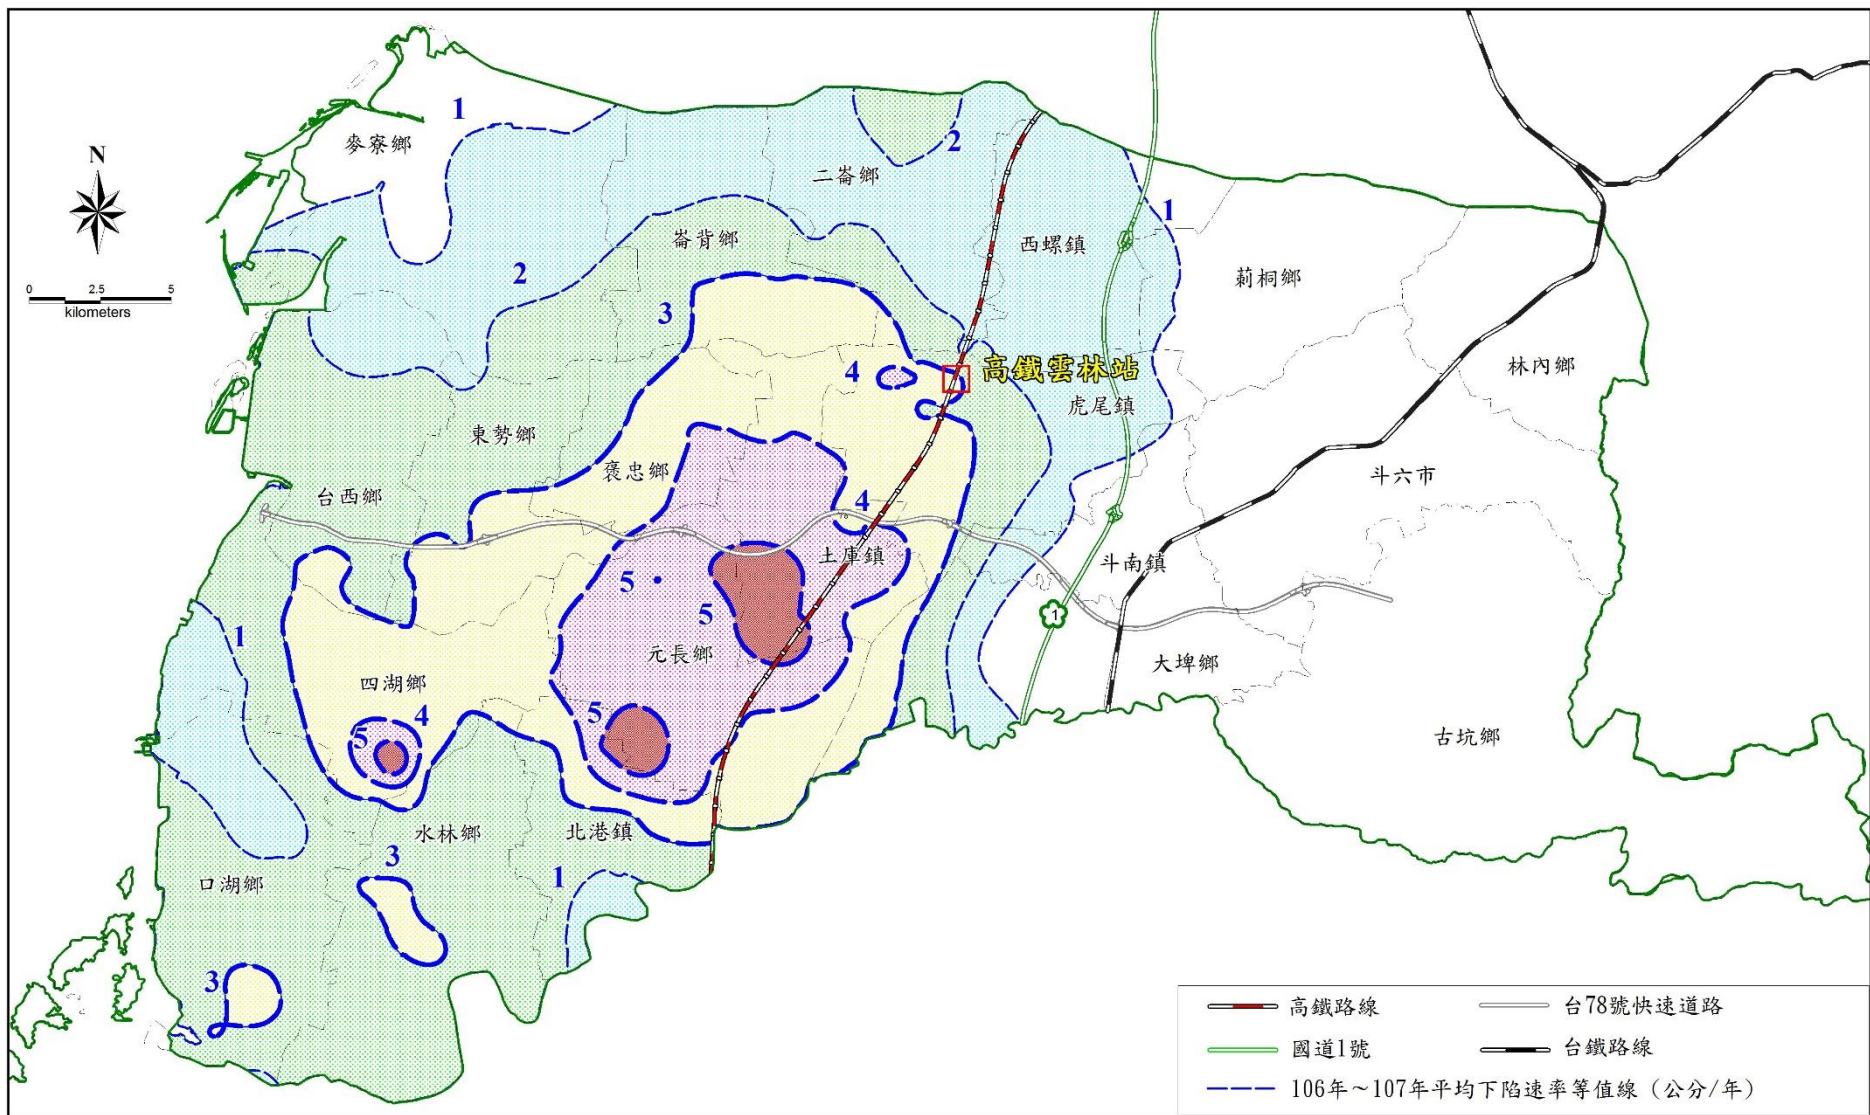 1
麥寮鄉
N
2
二崙鄉
1
崙背鄉
西螺鎮
2
莿桐鄉
0 2.5 5
kilometers
3
4
高鐵雲林站
林內鄉
虎尾鎮
東勢鄉
褒忠鄉
斗六市
台西鄉
4
78
土庫鎮
斗南鎮
5
5
1
1
元長鄉
大埤鄉
四湖鄉
4
5
5
古坑鄉
水林鄉
北港鎮
3
1
口湖鄉
3
高鐵路線
台78號快速道路
國道1號
台鐵路線
106年～107年平均下陷速率等值線（公分/年）